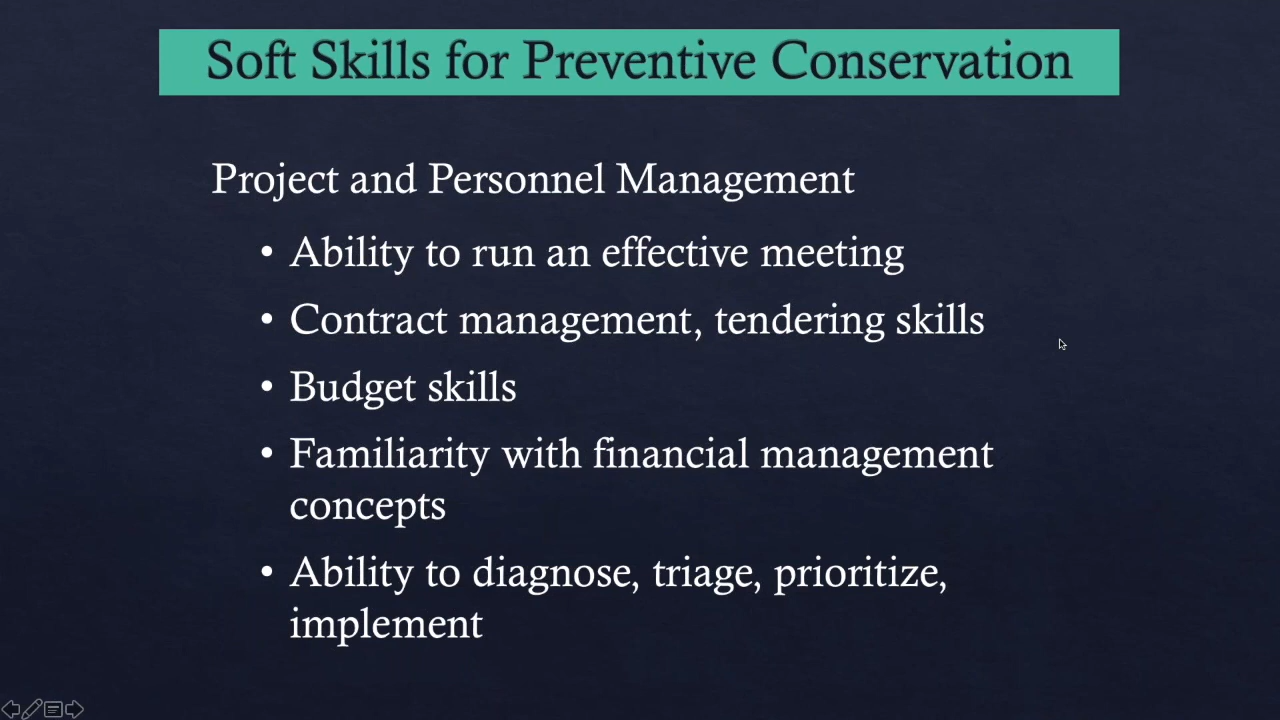 Soft Skills for Preventive Conservation
Project and Personnel Management
• Ability to run an effective meeting
• Contract management, tendering skills
• Budget skills
• Familiarity with financial management
concepts
• Ability to diagnose, triage, prioritize,
implement